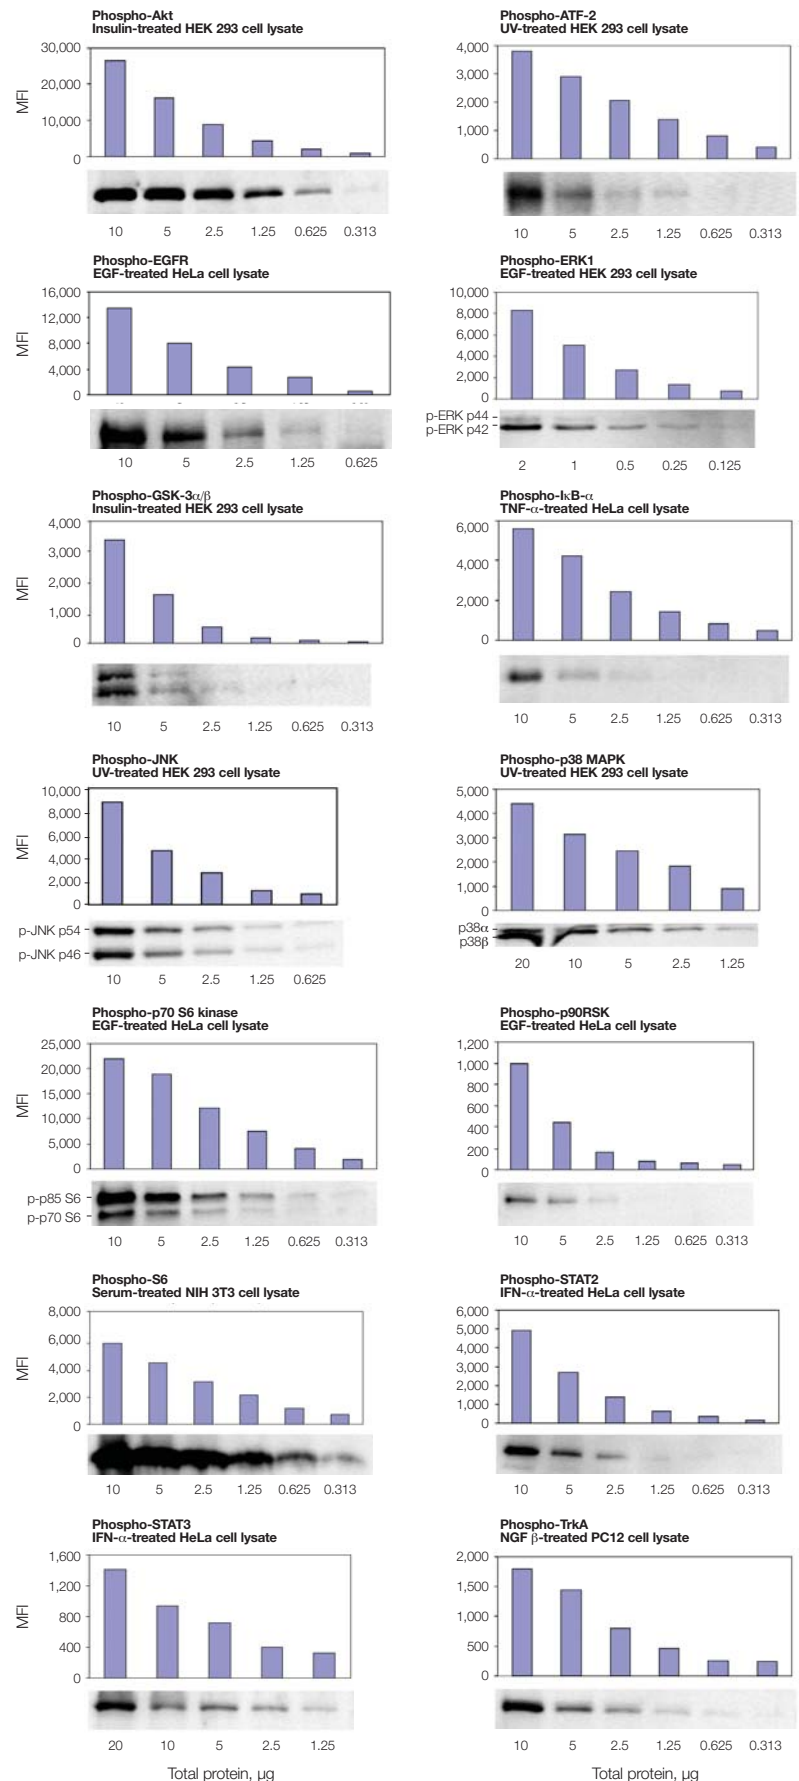 Phospho-Akt
Insulin-treated HEK 293 cell lysate
30,000
20,000
10,000
0
MFI
10 5 2.5 1.25 0.625 0.313
Phospho-ATF-2
UV-treated HEK 293 cell lysate
4,000
3,000
2,000
1,000
0
10 5 2.5 1.25 0.625 0.313
Phospho-EGFR
EGF-treated HeLa cell lysate
16,000
12,000
8,000
4,000
0
MFI
10 5 2.5 1.25 0.625
Phospho-ERK1
EGF-treated HEK 293 cell lysate
10,000
8,000
6,000
4,000
2,000
0
p-ERK p44
p-ERK p42
2 1 0.5 0.25 0.125
Phospho-GSK-3α/β
Insulin-treated HEK 293 cell lysate
4,000
3,000
2,000
1,000
0
MFI
10 5 2.5 1.25 0.625 0.313
Phospho-IκB-α
TNF-α-treated HeLa cell lysate
6,000
4,000
2,000
0
10 5 2.5 1.25 0.625 0.313
Phospho-JNK
UV-treated HEK 293 cell lysate
10,000
8,000
6,000
4,000
2,000
0
MFI
p-JNK p54
p-JNK p46
10 5 2.5 1.25 0.625
Phospho-p38 MAPK
UV-treated HEK 293 cell lysate
5,000
4,000
3,000
2,000
1,000
0
p38α
p38β
20 10 5 2.5 1.25
Phospho-p70 S6 kinase
EGF-treated HeLa cell lysate
25,000
20,000
15,000
10,000
5,000
0
MFI
p-p85 S6
p-p70 S6
10 5 2.5 1.25 0.625 0.313
Phospho-p90RSK
EGF-treated HeLa cell lysate
1,200
1,000
800
600
400
200
0
10 5 2.5 1.25 0.625 0.313
Phospho-S6
Serum-treated NIH 3T3 cell lysate
8,000
6,000
4,000
2,000
0
MFI
10 5 2.5 1.25 0.625 0.313
Phospho-STAT2
IFN-α-treated HeLa cell lysate
6,000
5,000
4,000
3,000
2,000
1,000
0
10 5 2.5 1.25 0.625 0.313
Phospho-STAT3
IFN-α-treated HeLa cell lysate
1,600
1,200
800
400
0
MFI
20 10 5 2.5 1.25
Total protein, µg
Phospho-TrkA
NGF β-treated PC12 cell lysate
2,000
1,500
1,000
500
0
10 5 2.5 1.25 0.625 0.313
Total protein, µg